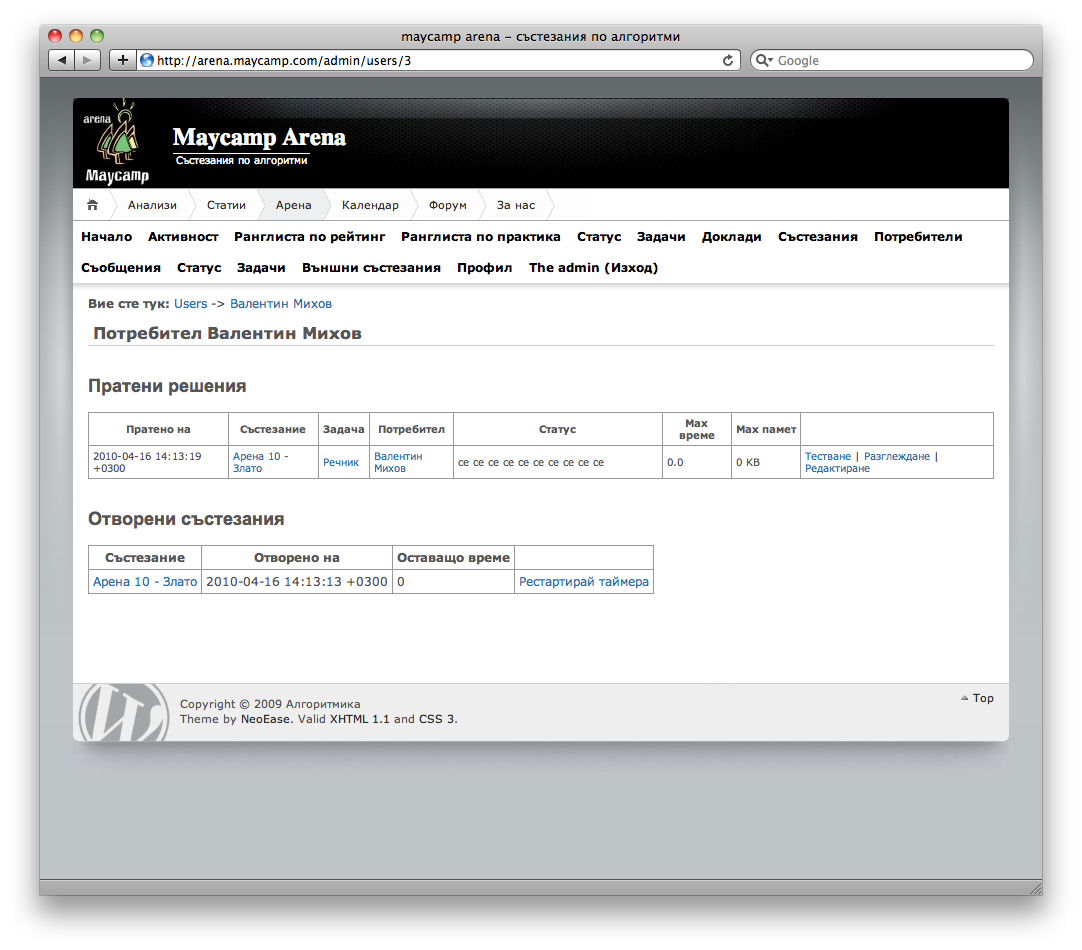 maycamp arena – състезания по алгоритми
http://arena.maycamp.com/admin/users/3
Google
arena
Maycamp
Maycamp Arena
Състезания по алгоритми
Анализи Статии Арена Календар Форум За нас
Начало Активност Ранглиста по рейтинг Ранглиста по практика Статус Задачи Доклади Състезания Потребители
Съобщения Статус Задачи Външни състезания Профил The admin (Изход)
Вие сте тук: Users -> Валентин Михов
Потребител Валентин Михов
Пратени решения
Пратено на Състезание Задача Потребител Статус Max време Max памет
2010-04-16 14:13:19 +0300 Арена 10 - Злато Речник Валентин Михов ce ce ce ce ce ce ce ce ce ce 0.0 0 KB Тестване | Разглеждане | Редактиране
Отворени състезания
Състезание Отворено на Оставащо време
Арена 10 - Злато 2010-04-16 14:13:13 +0300 0 Рестартирай таймера
Copyright © 2009 Алгоритмика
Theme by NeoEase. Valid XHTML 1.1 and CSS 3.
Top